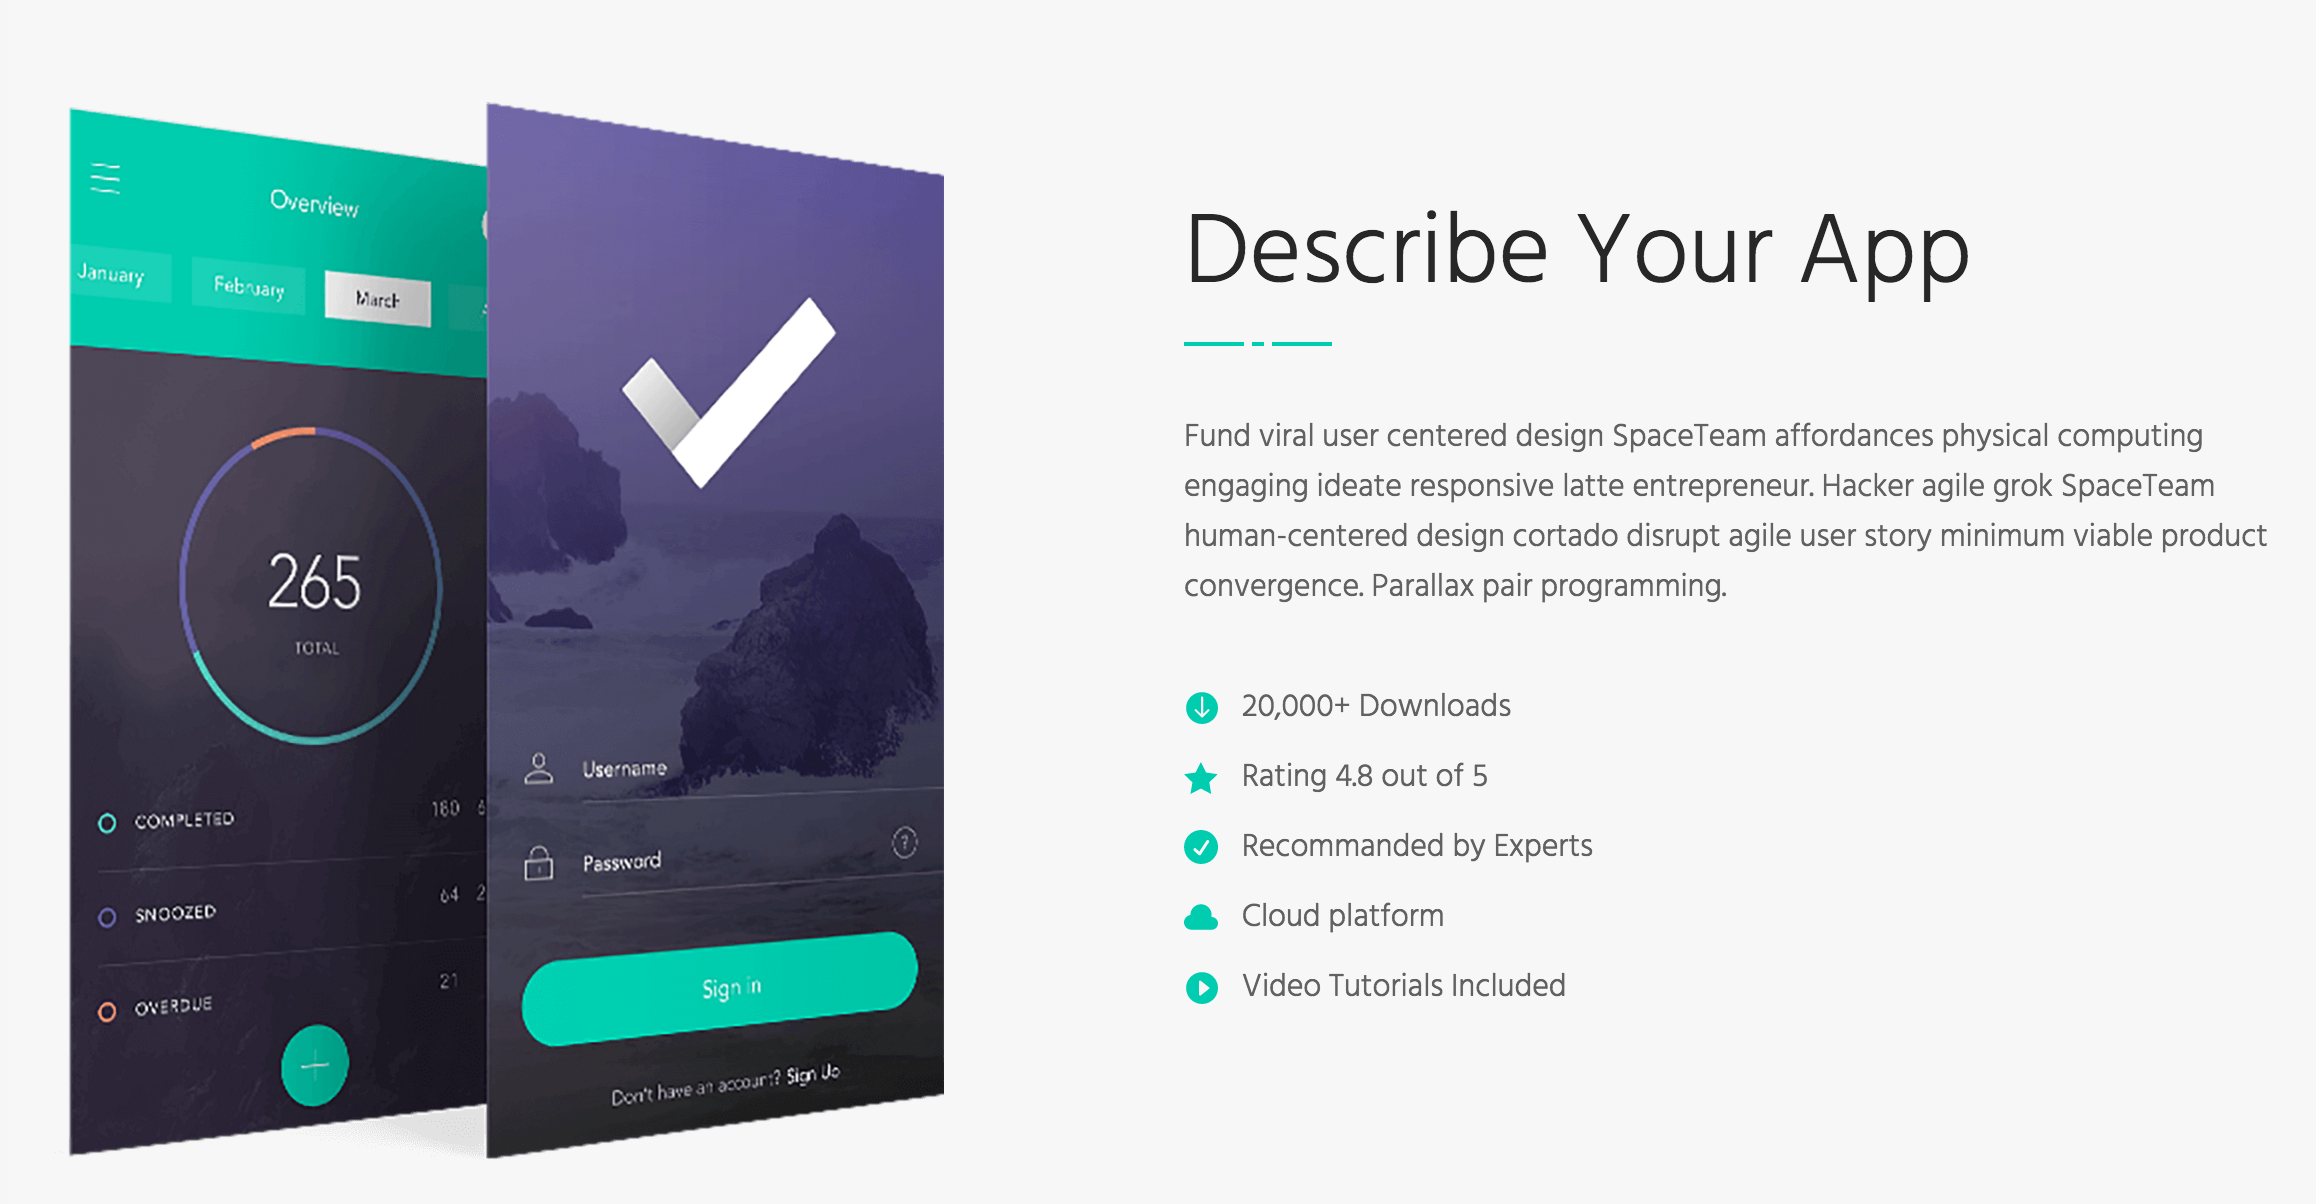 Overview
January
February
March
265
TOTAL
COMPLETED 180
SNOOZED 64
OVERDUE 21
Username
Password
?
Sign in
Don't have an account? Sign Up
Describe Your App
Fund viral user centered design SpaceTeam affordances physical computing
engaging ideate responsive latte entrepreneur. Hacker agile grok SpaceTeam
human-centered design cortado disrupt agile user story minimum viable product
convergence. Parallax pair programming.
20,000+ Downloads
Rating 4.8 out of 5
Recommanded by Experts
Cloud platform
Video Tutorials Included